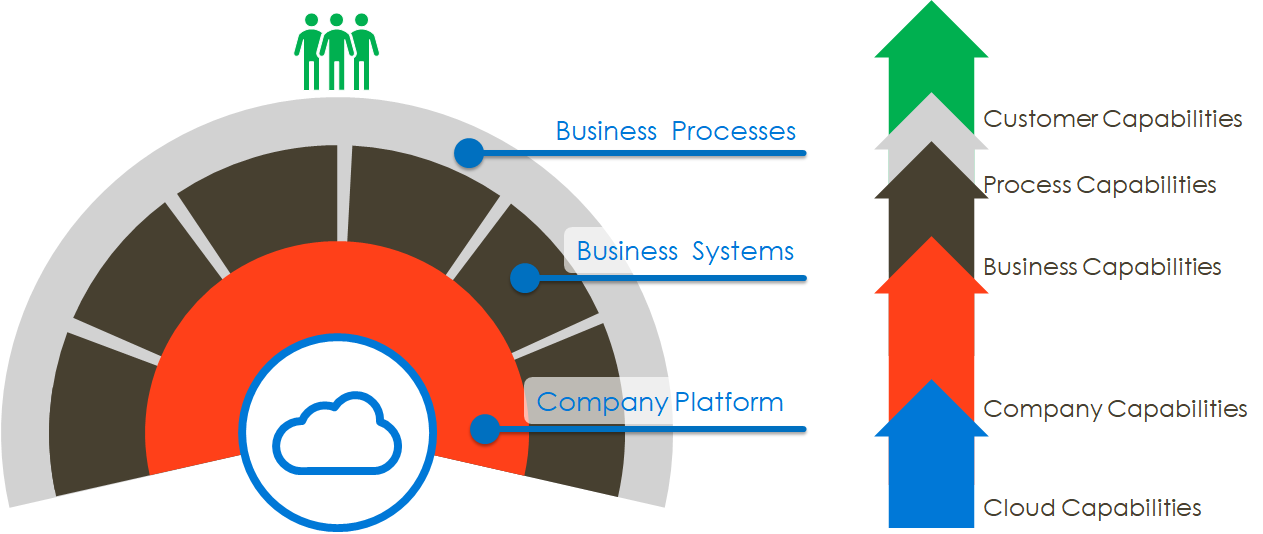 Business Processes
Business Systems
Company Platform
Customer Capabilities
Process Capabilities
Business Capabilities
Company Capabilities
Cloud Capabilities